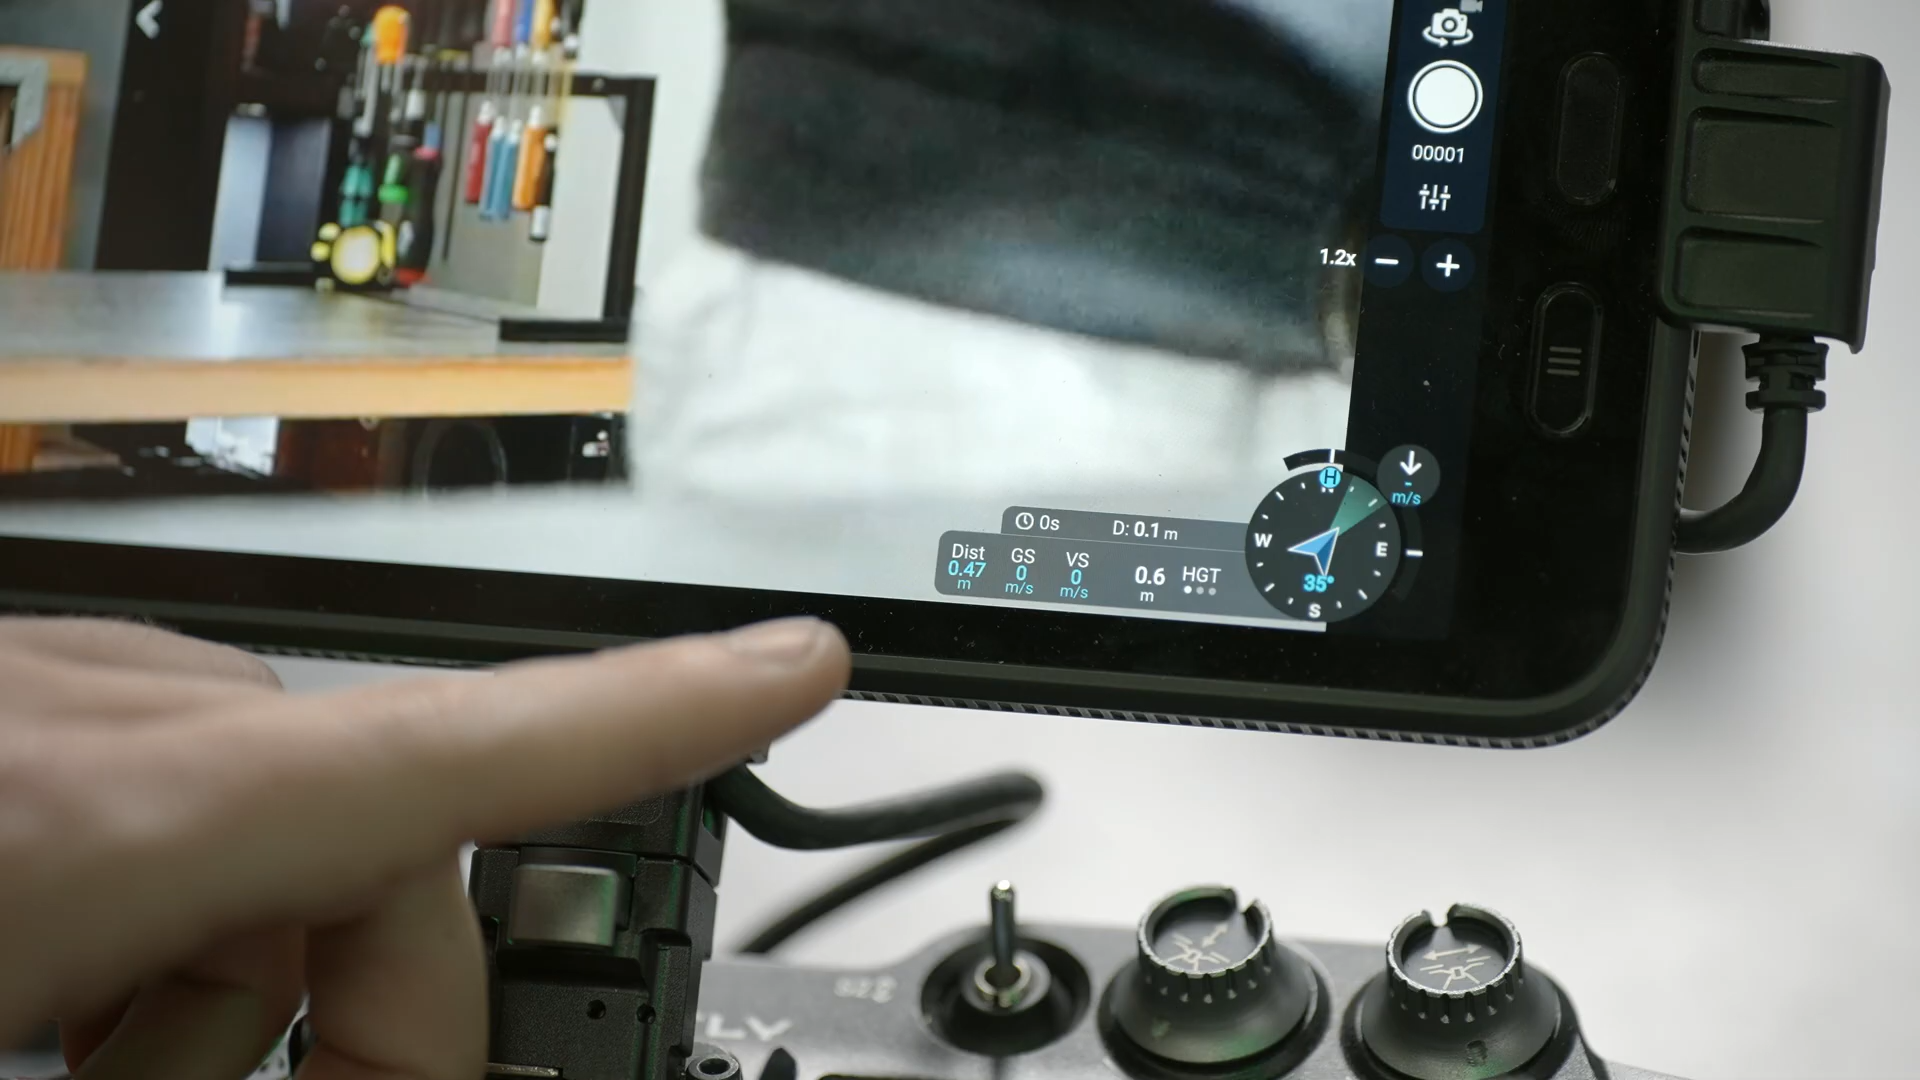 00001
1.2x
m/s
0s
D: 0.1 m
Dist
0.47
m
GS
0
m/s
VS
0
m/s
0.6
m
HGT
H
W
E
35°
S